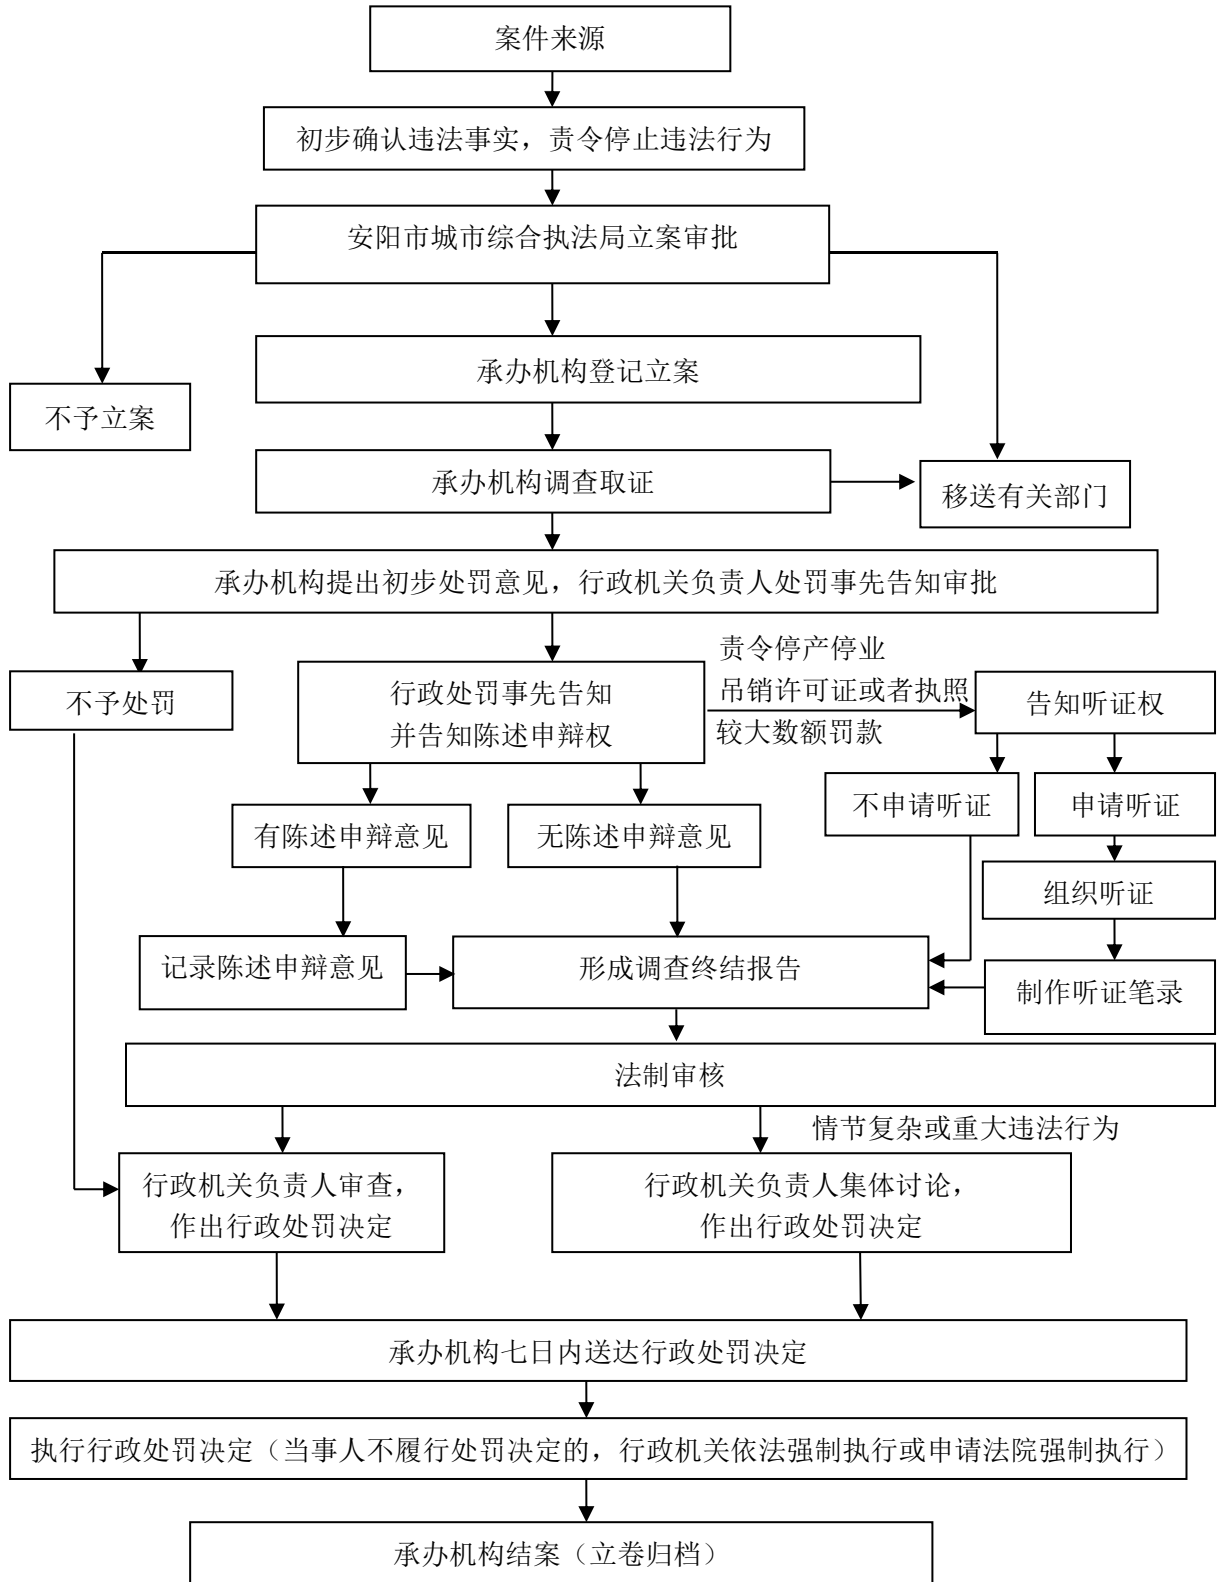 案件来源
初步确认违法事实，责令停止违法行为
安阳市城市综合执法局立案审批
承办机构登记立案
不予立案
承办机构调查取证
移送有关部门
承办机构提出初步处罚意见，行政机关负责人处罚事先告知审批
责令停产停业
不予处罚
行政处罚事先告知
并告知陈述申辩权
吊销许可证或者执照
较大数额罚款
告知听证权
不申请听证
申请听证
有陈述申辩意见
无陈述申辩意见
组织听证
记录陈述申辩意见
形成调查终结报告
制作听证笔录
法制审核
情节复杂或重大违法行为
行政机关负责人审查，
作出行政处罚决定
行政机关负责人集体讨论，
作出行政处罚决定
承办机构七日内送达行政处罚决定
执行行政处罚决定（当事人不履行处罚决定的，行政机关依法强制执行或申请法院强制执行）
承办机构结案（立卷归档）